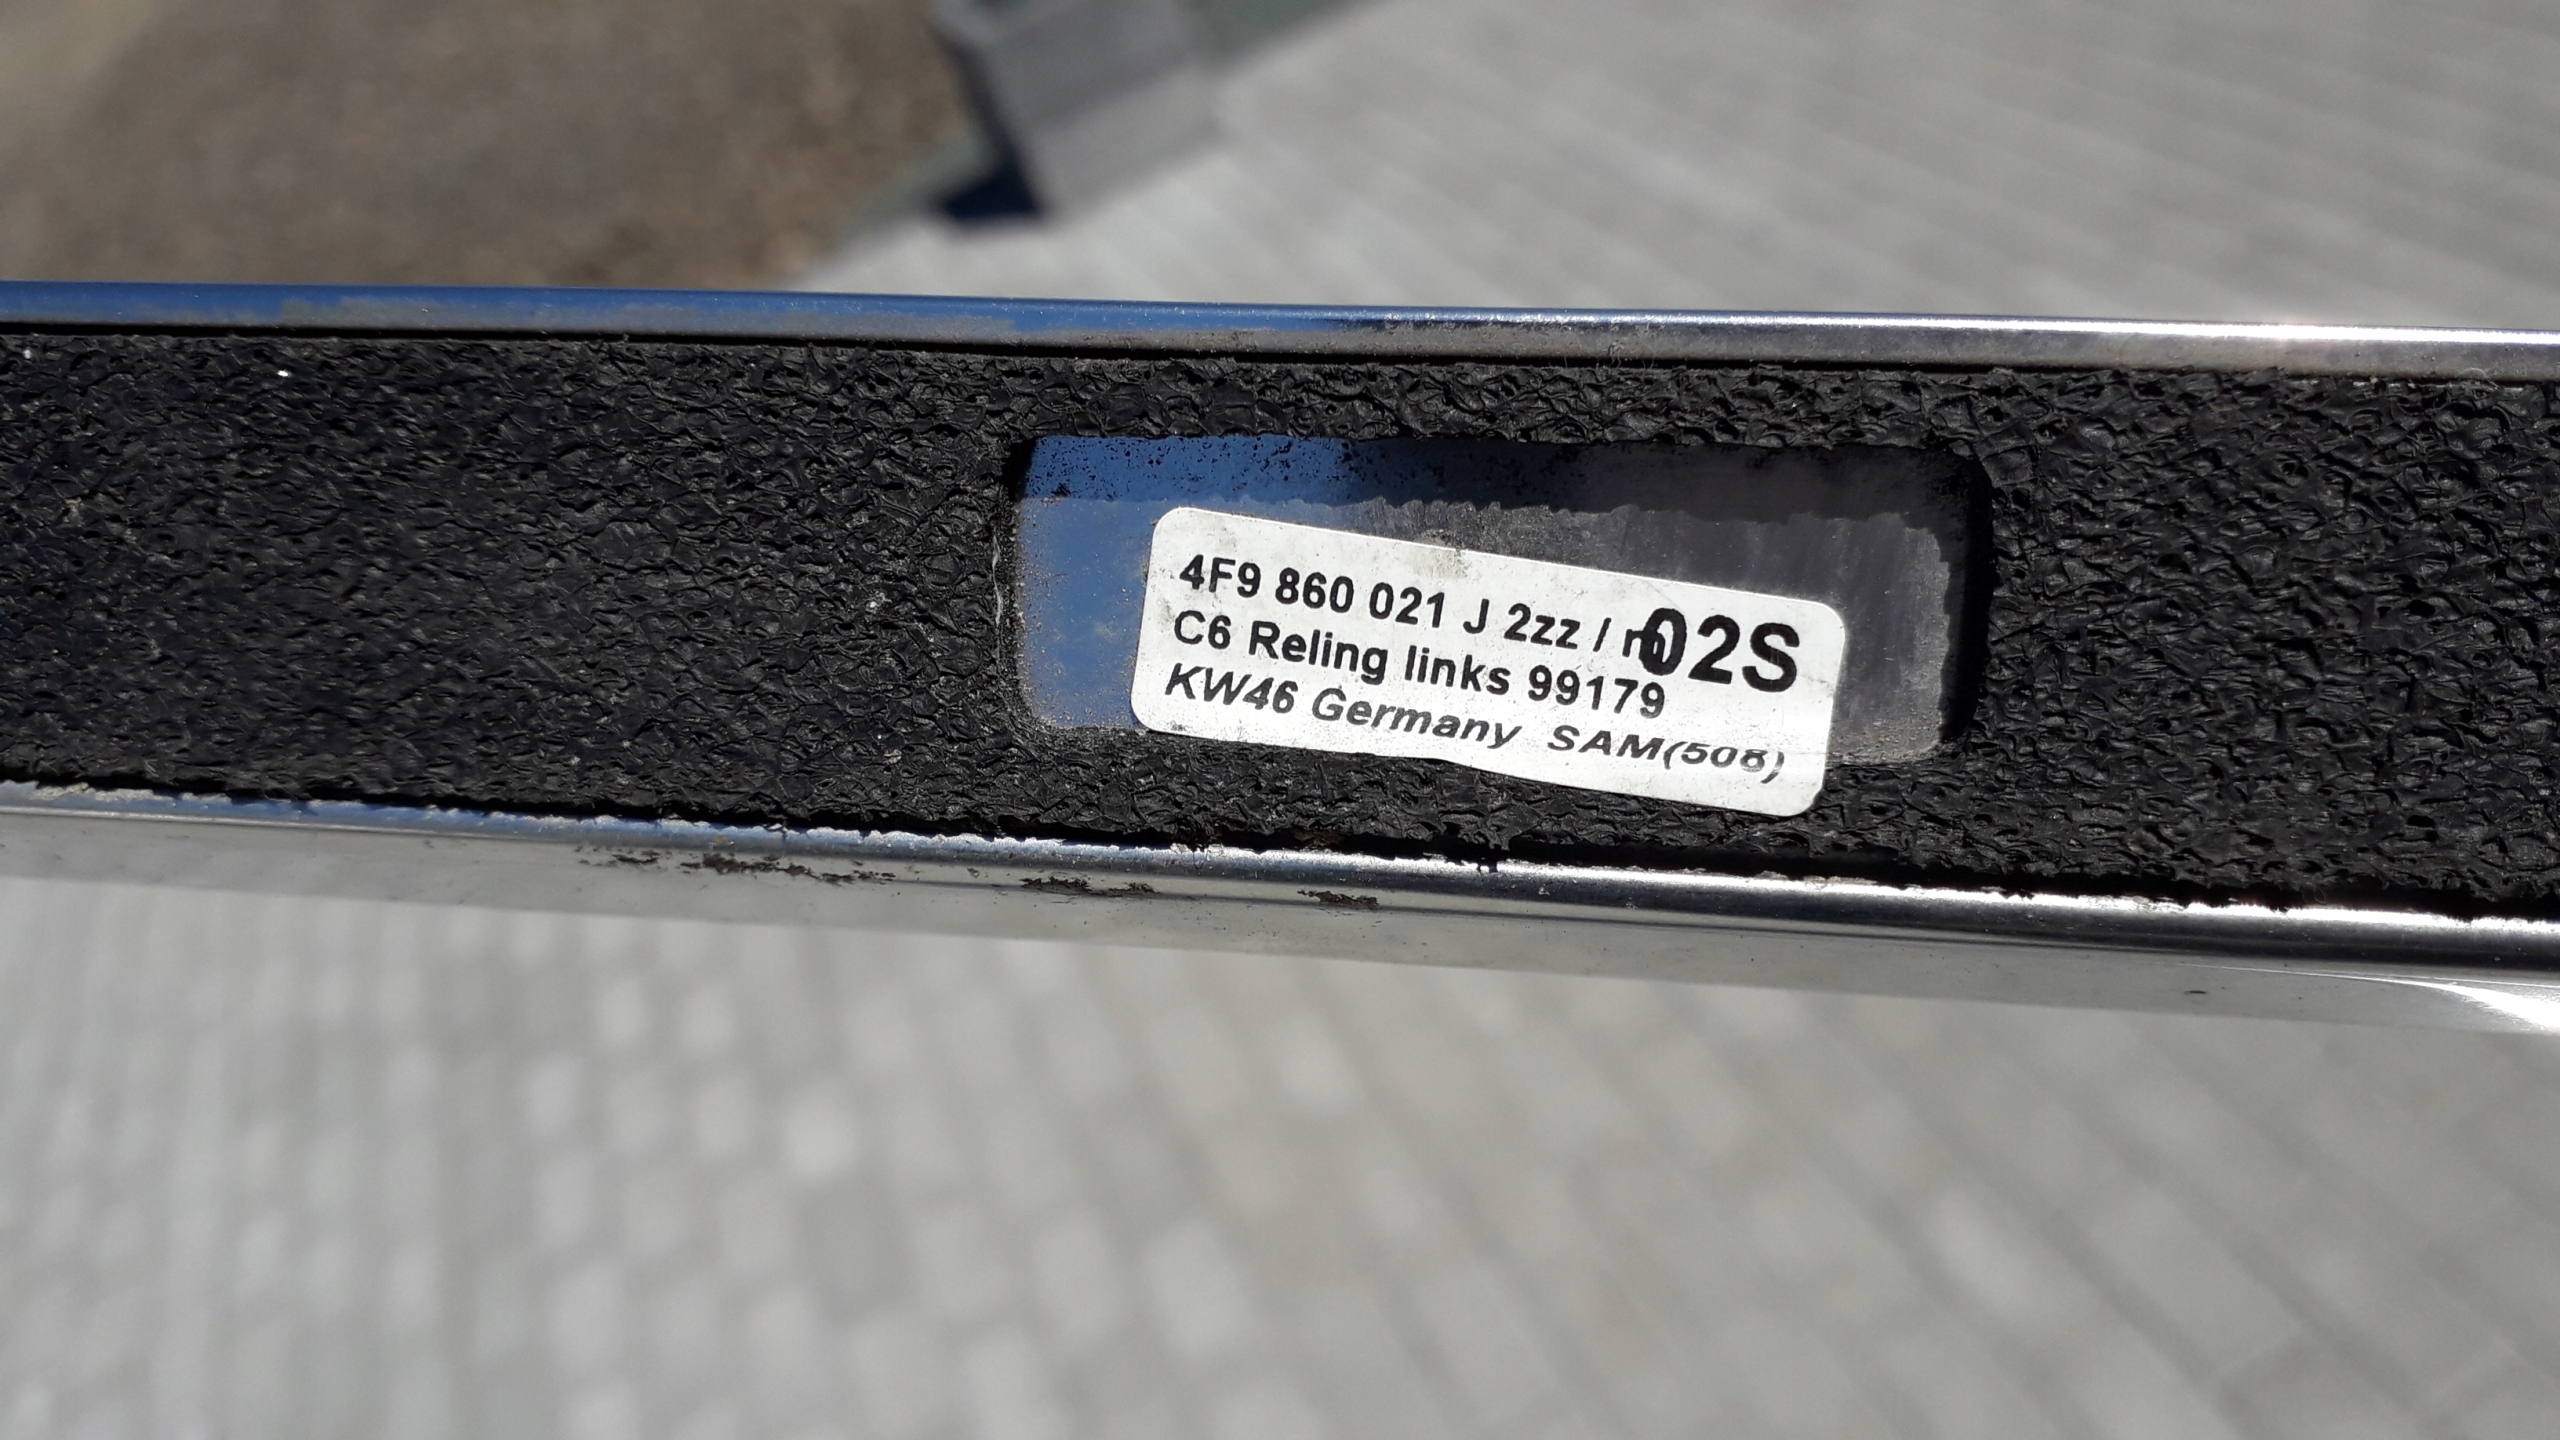 4F9 860 021 J 2zz / 02S
C6 Reling links 99179
KW46 Germany SAM(508)